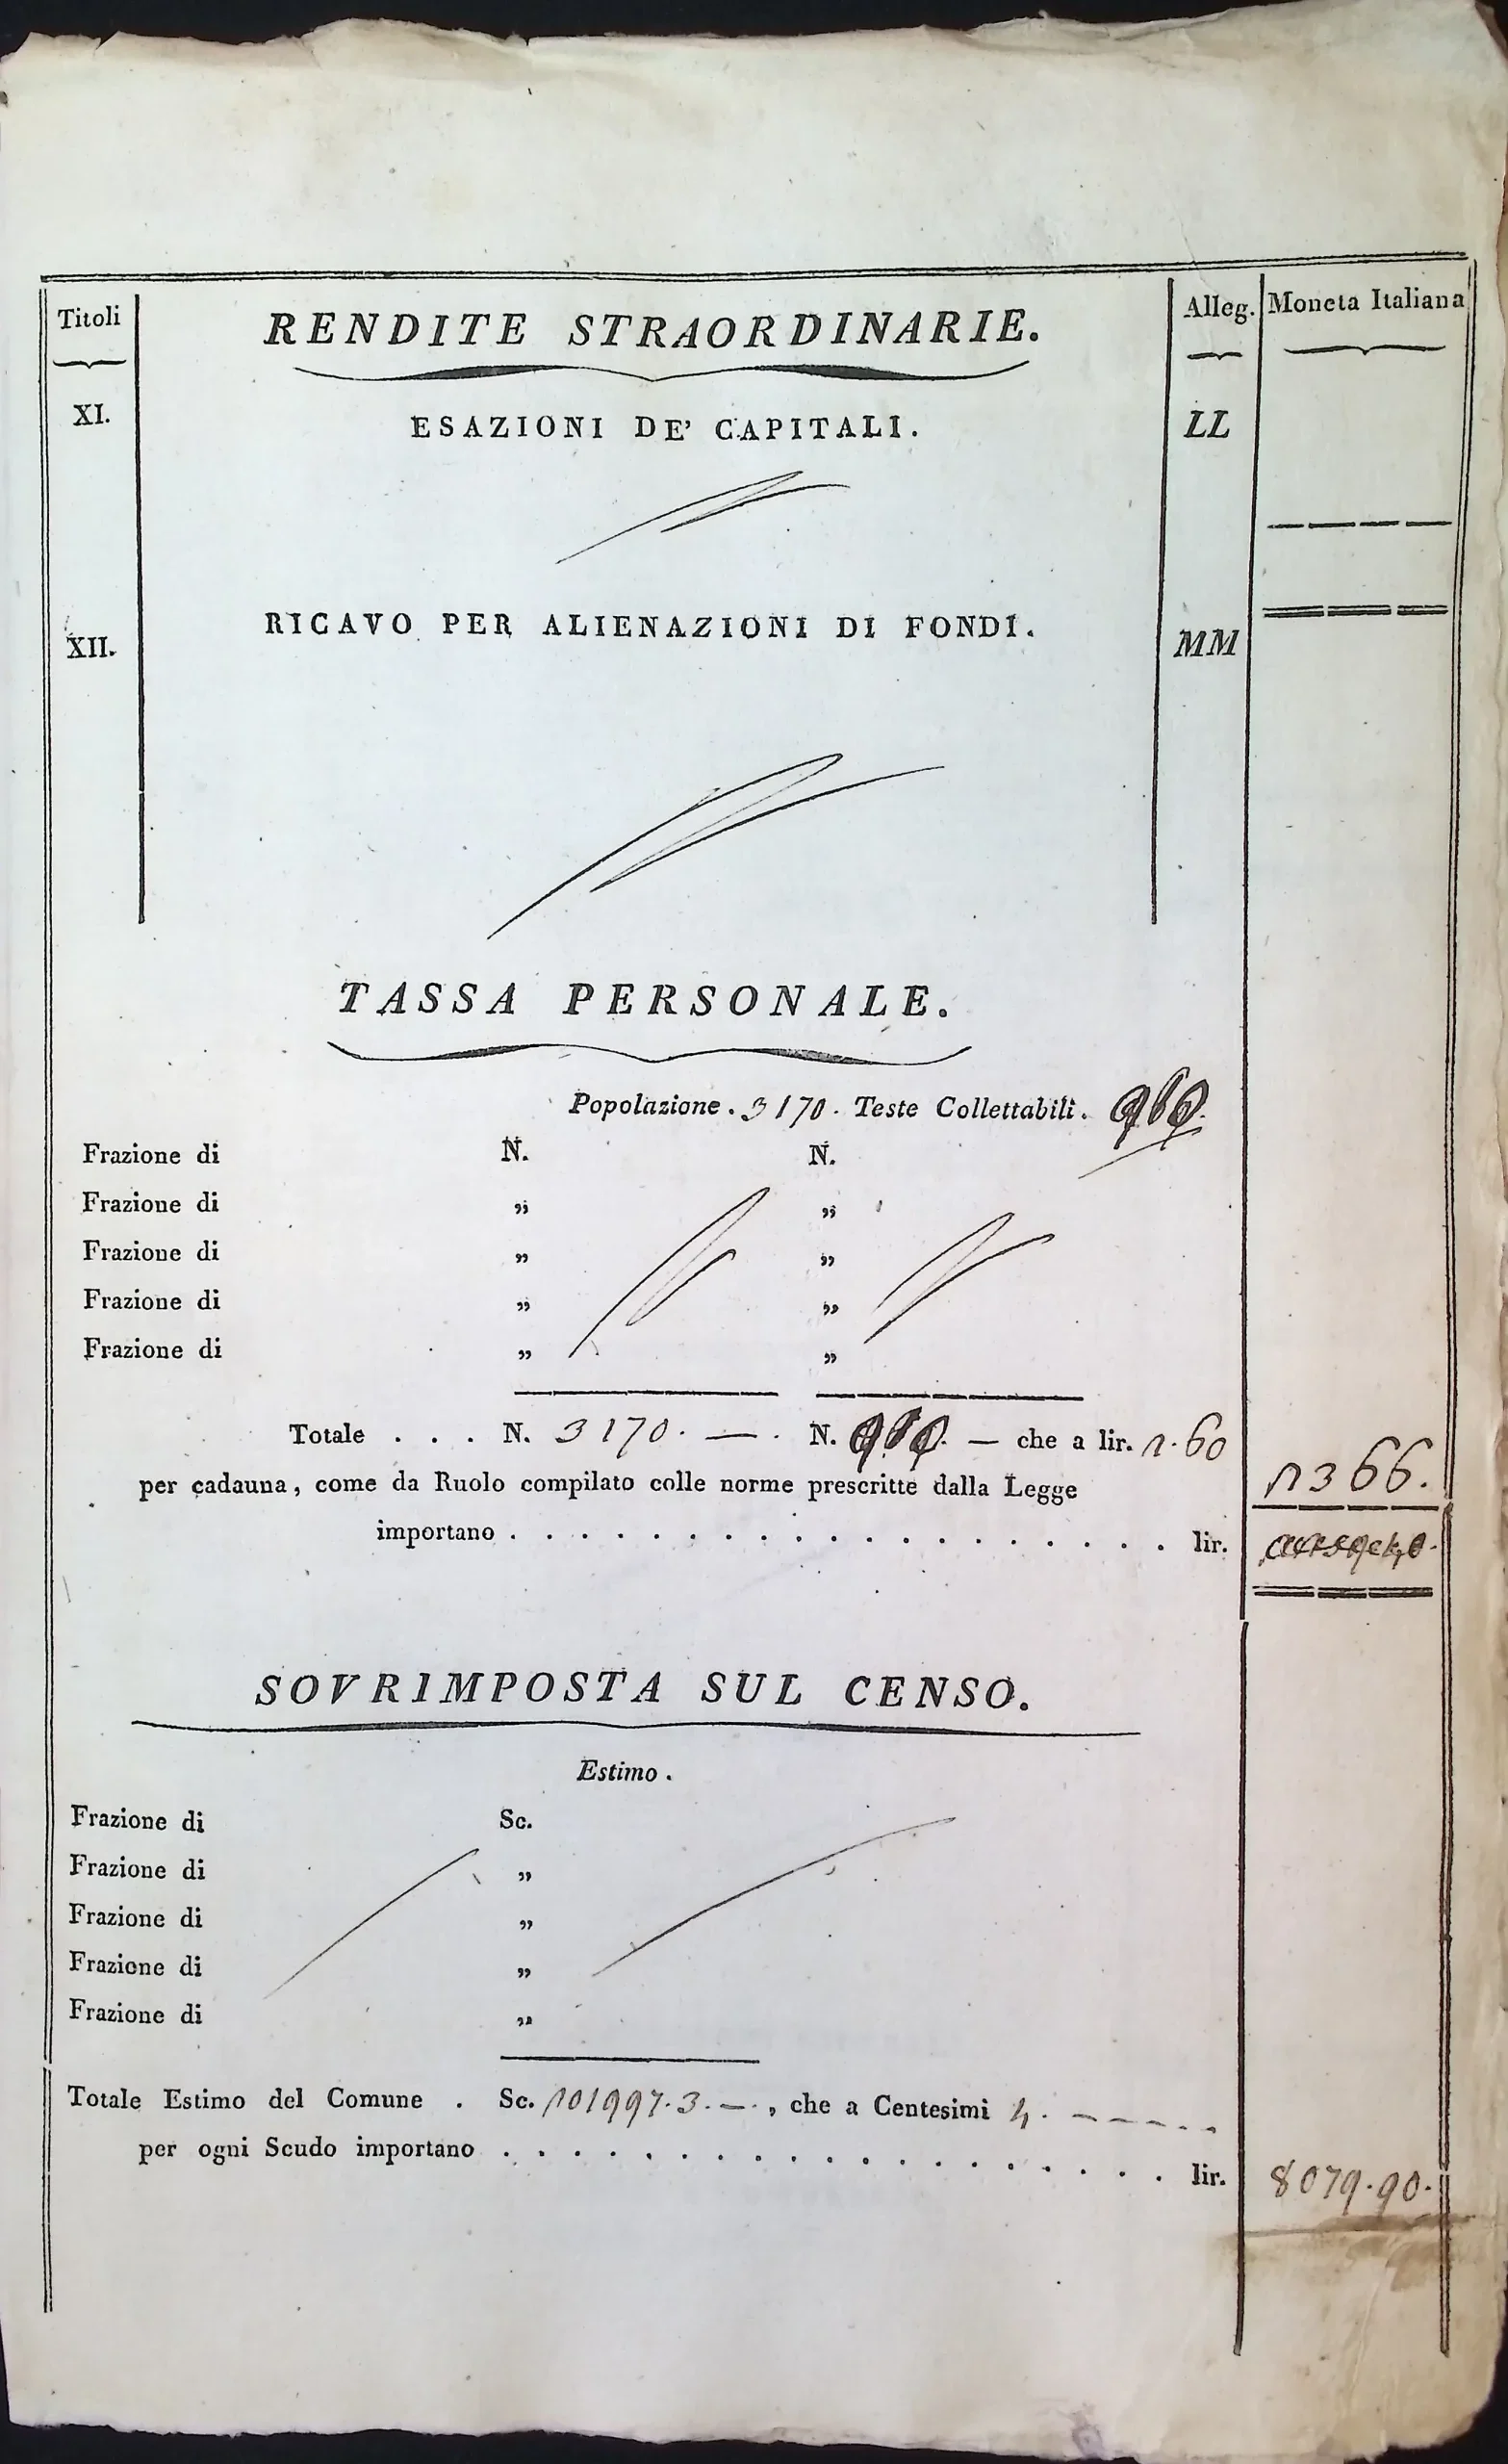 Titoli RENDITE STRAORDINARIE. Alleg. Moneta Italiana
XI. ESAZIONI DE' CAPITALI. LL
XII. RICAVO PER ALIENAZIONI DI FONDI. MM
TASSA PERSONALE.
Popolazione. 3170. Teste Collettabili.
Frazione di N. N.
Frazione di „ „
Frazione di „ „
Frazione di „ „
Frazione di „ „
Totale . . . N. 3170. — . N. — che a lir. 1.60
per cadauna, come da Ruolo compilato colle norme prescritte dalla Legge 1366.
importano . . . . . . . . . . . . . . . . . . . lir.
SOVRIMPOSTA SUL CENSO.
Estimo.
Frazione di Sc.
Frazione di „
Frazione di „
Frazione di „
Frazione di „
Totale Estimo del Comune . Sc. 101997.3.—., che a Centesimi 4. - - - - - -
per ogni Scudo importano . . . . . . . . . . . . . . . . . . . lir. 8079.90.